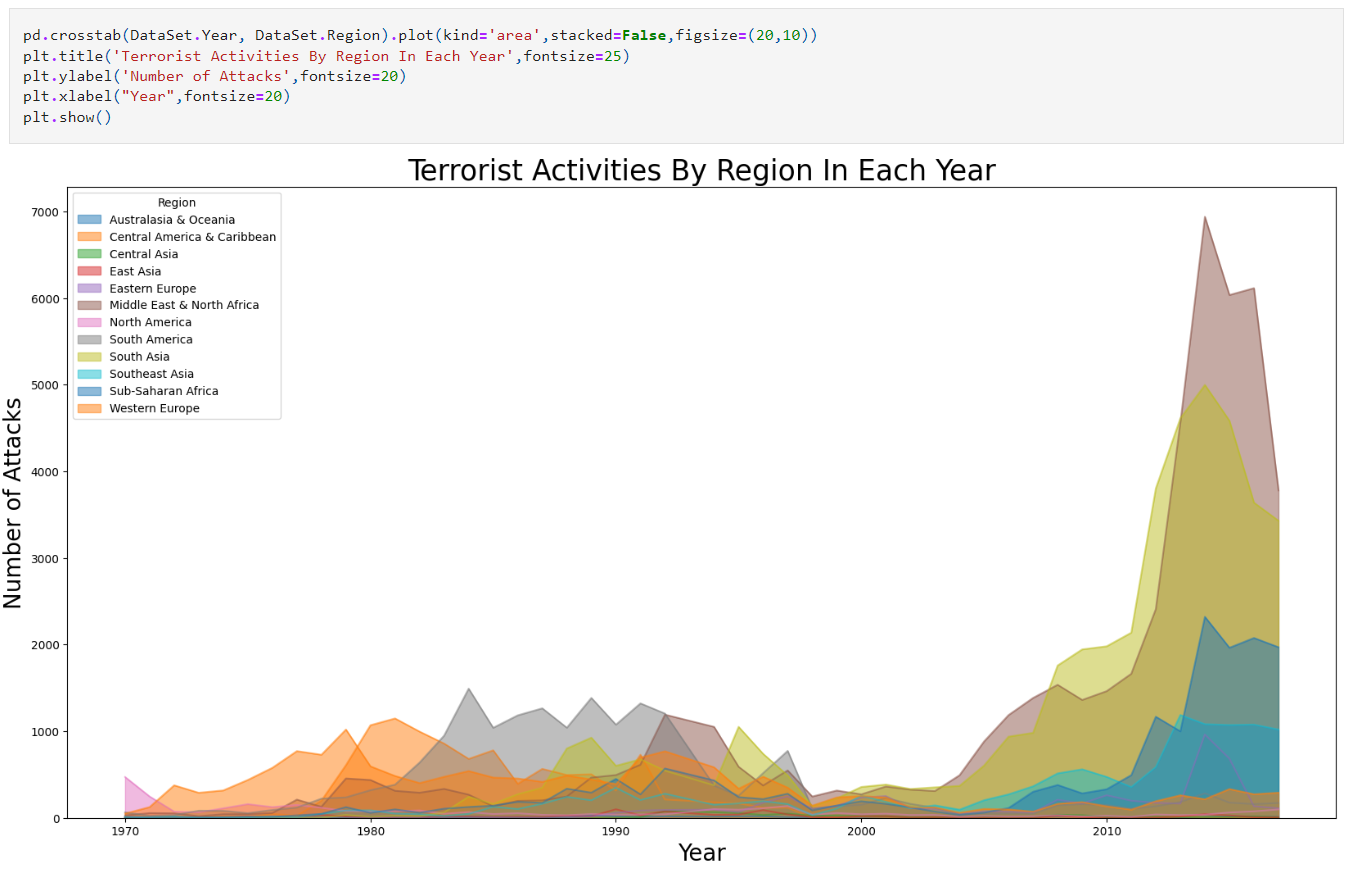 pd.crosstab(DataSet.Year, DataSet.Region).plot(kind='area',stacked=False,figsize=(20,10))
plt.title('Terrorist Activities By Region In Each Year',fontsize=25)
plt.ylabel('Number of Attacks',fontsize=20)
plt.xlabel("Year",fontsize=20)
plt.show()
Terrorist Activities By Region In Each Year
Region
Australasia & Oceania
Central America & Caribbean
Central Asia
East Asia
Eastern Europe
Middle East & North Africa
North America
South America
South Asia
Southeast Asia
Sub-Saharan Africa
Western Europe
Number of Attacks
7000
6000
5000
4000
3000
2000
1000
0
1970
1980
1990
2000
2010
Year